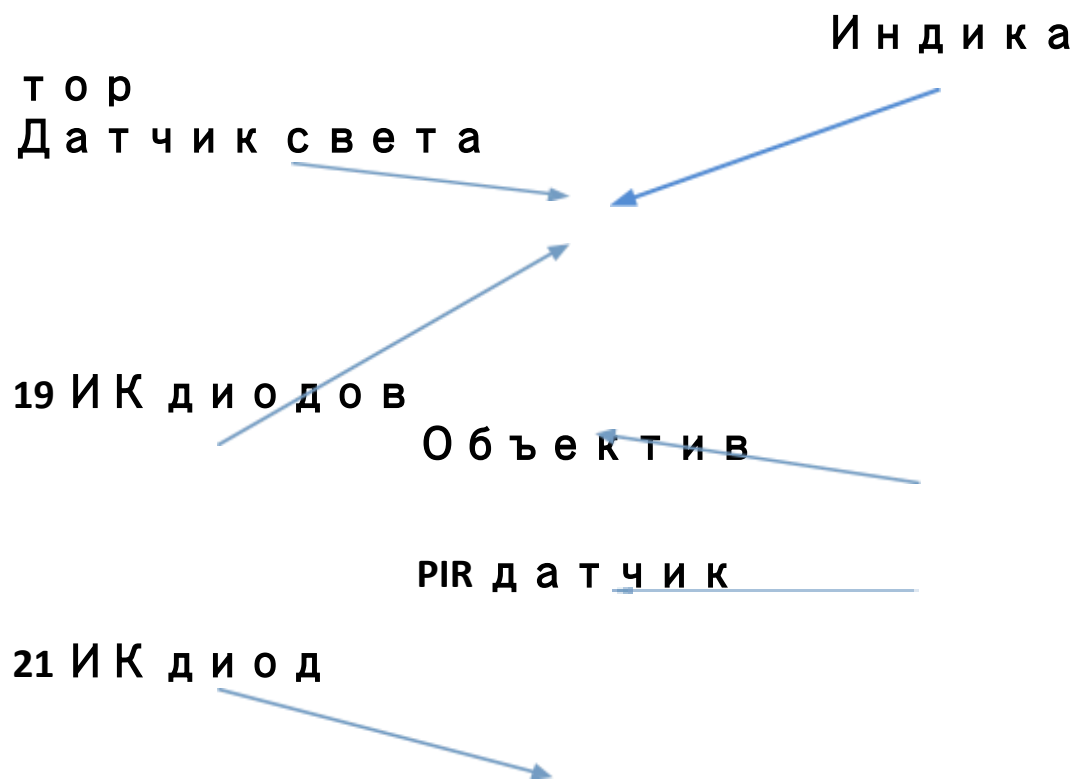 Индика
тор
Датчик света
19 ИК диодов
Объектив
PIR датчик
21 ИК диод